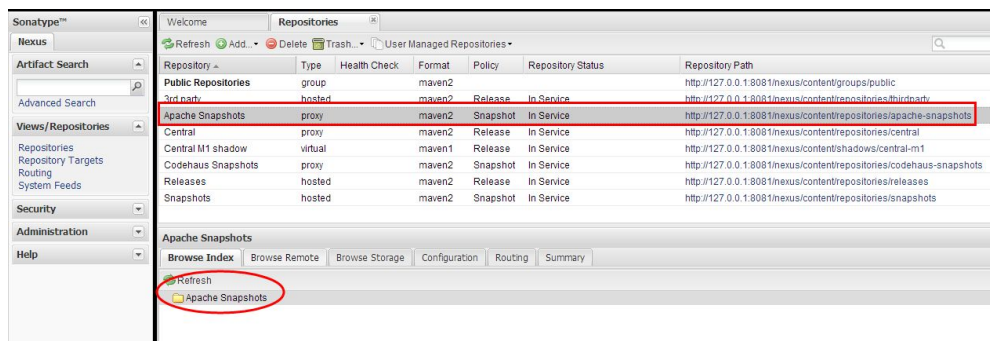 Sonatype™
Welcome
Repositories
Nexus
Refresh Add... Delete Trash... User Managed Repositories
Artifact Search
Advanced Search
Views/Repositories
Repositories
Repository Targets
Routing
System Feeds
Security
Administration
Help
Repository Type Health Check Format Policy Repository Status Repository Path
Public Repositories group maven2 http://127.0.0.1:8081/nexus/content/groups/public
3rd party hosted maven2 Release In Service http://127.0.0.1:8081/nexus/content/repositories/thirdparty
Apache Snapshots proxy maven2 Snapshot In Service http://127.0.0.1:8081/nexus/content/repositories/apache-snapshots
Central proxy maven2 Release In Service http://127.0.0.1:8081/nexus/content/repositories/central
Central M1 shadow virtual maven1 Release In Service http://127.0.0.1:8081/nexus/content/shadows/central-m1
Codehaus Snapshots proxy maven2 Snapshot In Service http://127.0.0.1:8081/nexus/content/repositories/codehaus-snapshots
Releases hosted maven2 Release In Service http://127.0.0.1:8081/nexus/content/repositories/releases
Snapshots hosted maven2 Snapshot In Service http://127.0.0.1:8081/nexus/content/repositories/snapshots
Apache Snapshots
Browse Index Browse Remote Browse Storage Configuration Routing Summary
Refresh
Apache Snapshots